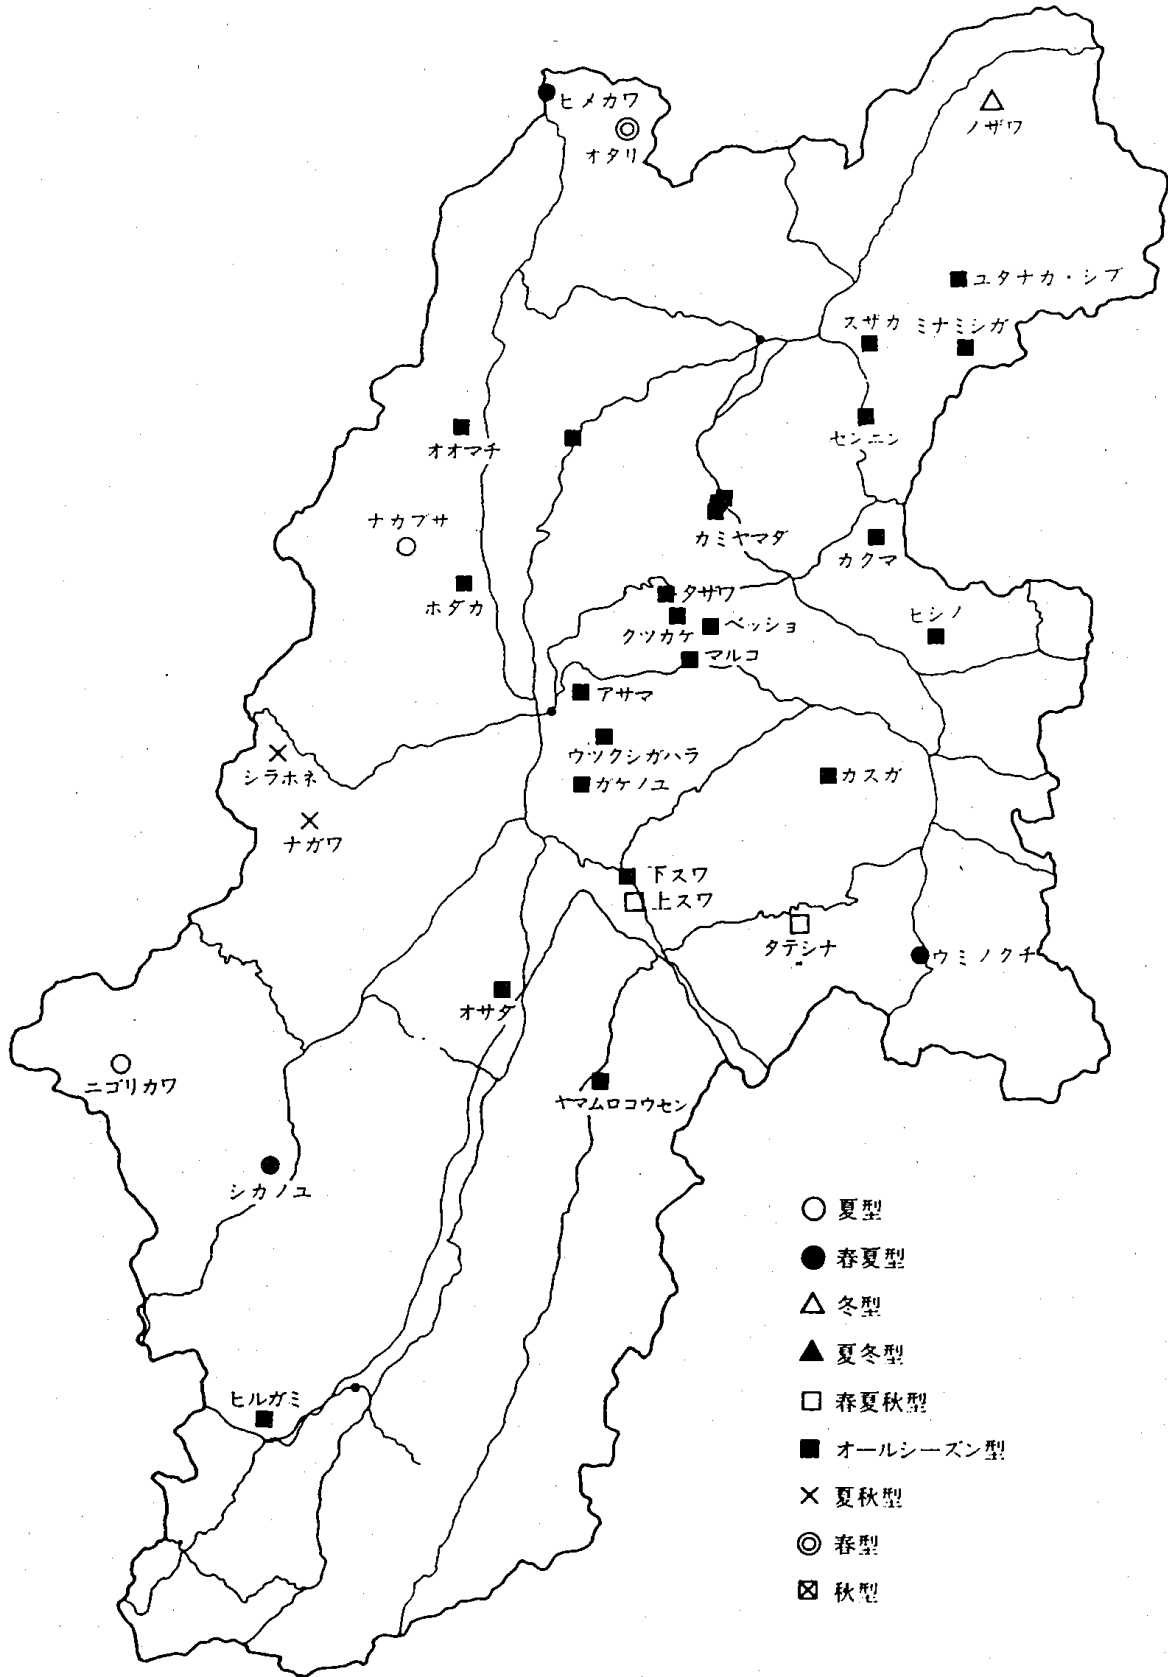 ヒメカワ
オタリ
ノザワ
ユタナカ・シブ
スザカ
ミナミシガ
センニン
オオマチ
ナカブサ
ホダカ
カミヤマダ
カクマ
タサワ
クツカケ
ベッショ
ヒシノ
マルコ
アサマ
ウツクシガハラ
ガケノユ
カスガ
シラホネ
ナガワ
下スワ
上スワ
タテシナ
ウミノクチ
オサダ
ニゴリカワ
ヤマムロコウセン
シカノユ
ヒルガミ
夏型
春夏型
冬型
夏冬型
春夏秋型
オールシーズン型
夏秋型
春型
秋型